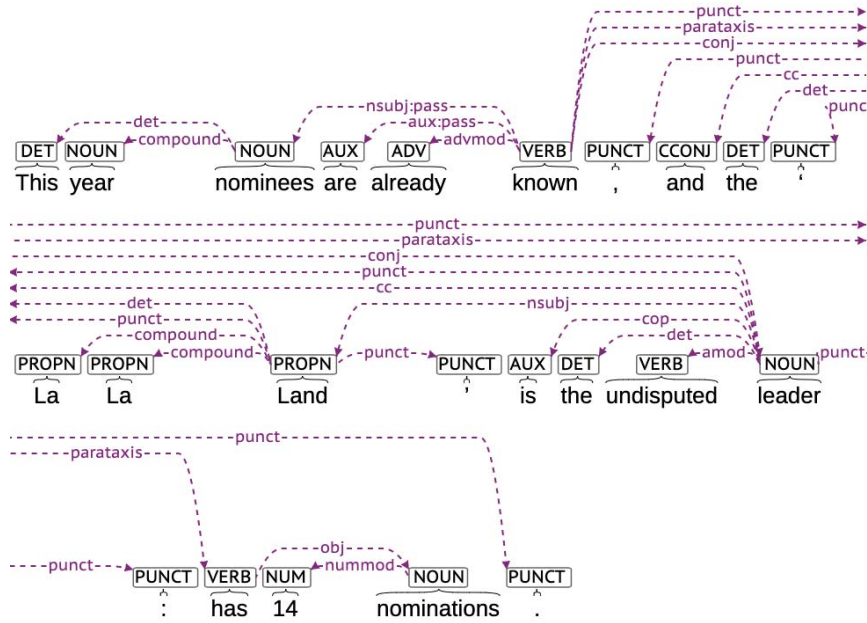 punct
parataxis
conj
punct
cc
nsubj:pass
det
det
aux:pass
punc
compound
advmod
DET NOUN NOUN AUX ADV VERB PUNCT CCONJ DET PUNCT
This year nominees are already known , and the ‘
punct
parataxis
conj
punct
cc
det nsubj
punct cop
compound det
compound punct amod punct
PROPN PROPN PROPN PUNCT AUX DET VERB NOUN
La La Land ’ is the undisputed leader
punct
parataxis
obj
punct nummod
PUNCT VERB NUM NOUN PUNCT
: has 14 nominations .